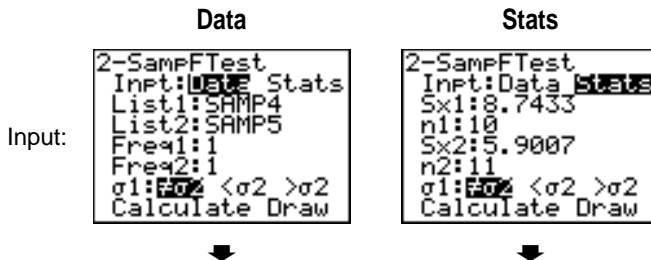 Data
Stats
Input:
2-SampFTest
Inpt:Data Stats
List1:SAMP4
List2:SAMP5
Freq1:1
Freq2:1
σ1:≠σ2 <σ2 >σ2
Calculate Draw
2-SampFTest
Inpt:Data Stats
Sx1:8.7433
n1:10
Sx2:5.9007
n2:11
σ1:≠σ2 <σ2 >σ2
Calculate Draw